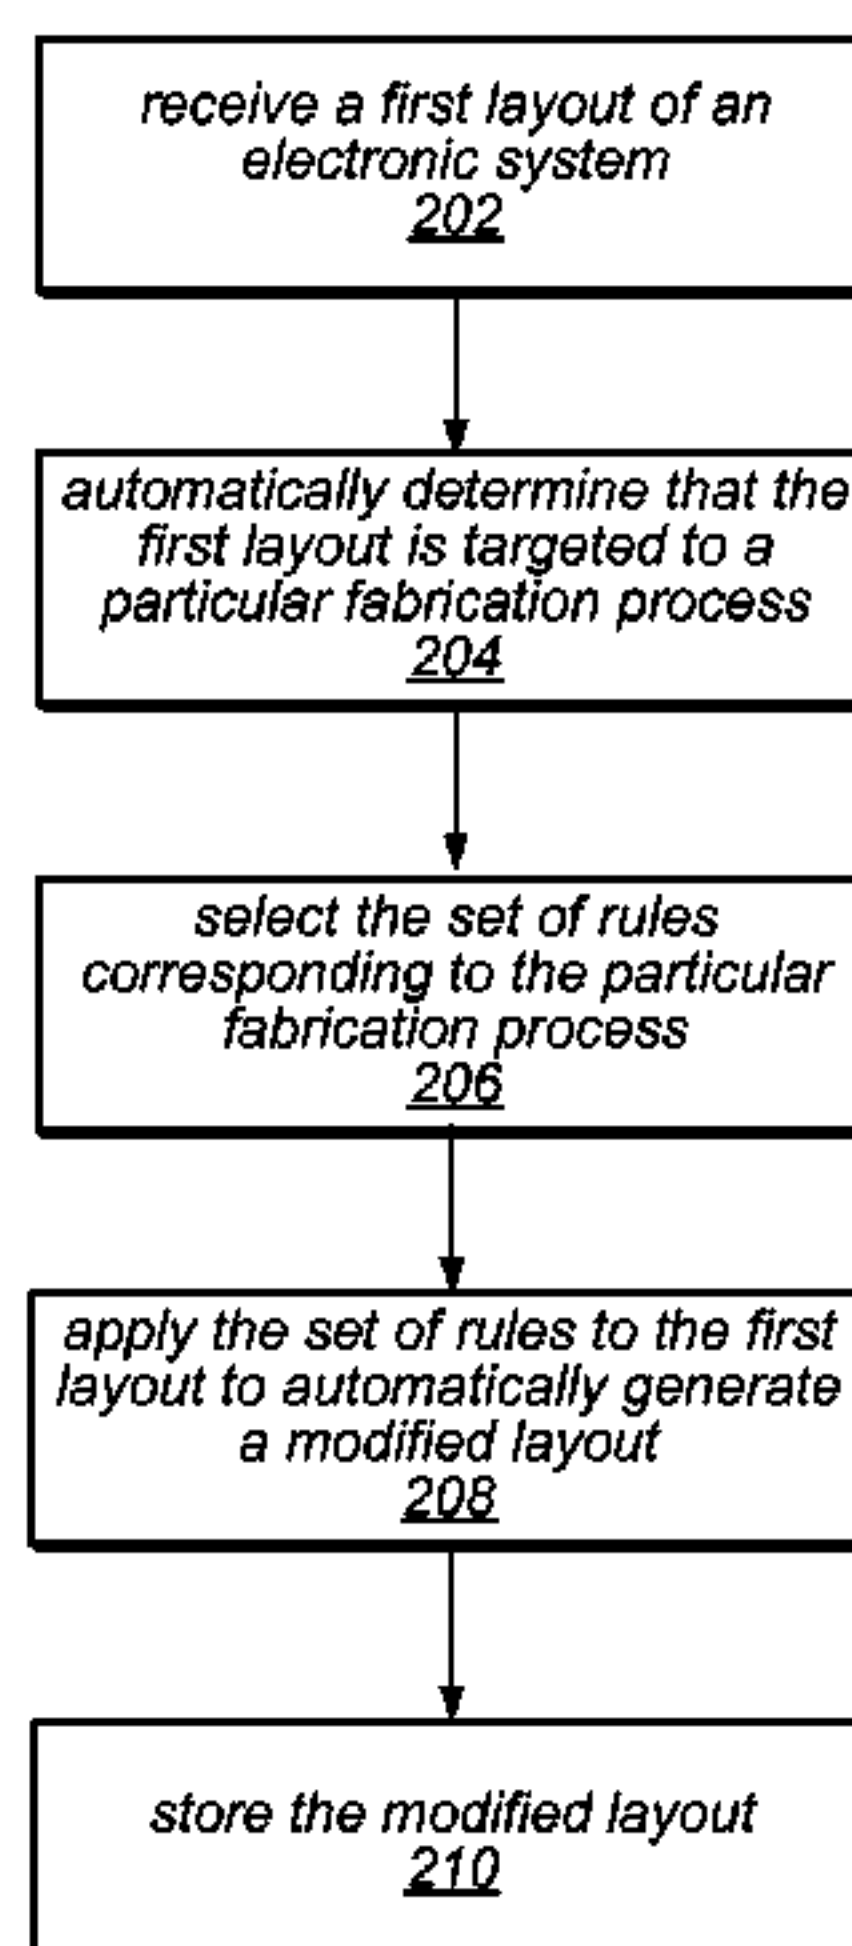 receive a first layout of an
electronic system
202
automatically determine that the
first layout is targeted to a
particular fabrication process
204
select the set of rules
corresponding to the particular
fabrication process
206
apply the set of rules to the first
layout to automatically generate
a modified layout
208
store the modified layout
210